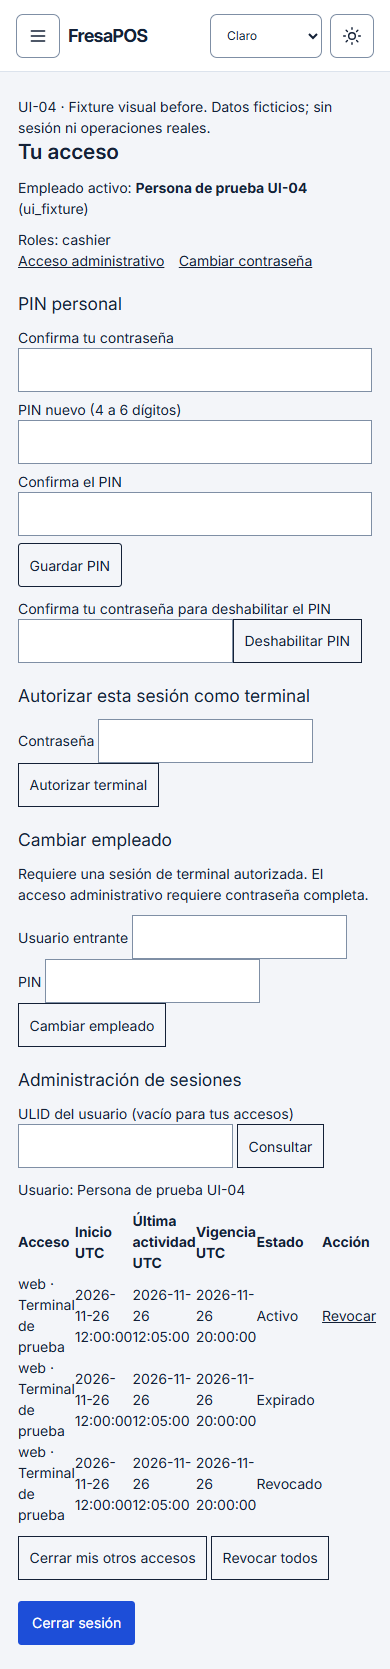 FresaPOS
Claro
UI-04 · Fixture visual before. Datos ficticios; sin
sesión ni operaciones reales.
Tu acceso
Empleado activo: Persona de prueba UI-04
(ui_fixture)
Roles: cashier
Acceso administrativo Cambiar contraseña
PIN personal
Confirma tu contraseña
PIN nuevo (4 a 6 dígitos)
Confirma el PIN
Guardar PIN
Confirma tu contraseña para deshabilitar el PIN
Deshabilitar PIN
Autorizar esta sesión como terminal
Contraseña
Autorizar terminal
Cambiar empleado
Requiere una sesión de terminal autorizada. El
acceso administrativo requiere contraseña completa.
Usuario entrante
PIN
Cambiar empleado
Administración de sesiones
ULID del usuario (vacío para tus accesos)
Consultar
Usuario: Persona de prueba UI-04
Acceso Inicio UTC Última actividad UTC Vigencia UTC Estado Acción
web · Terminal de prueba 2026-11-26 12:00:00 2026-11-26 12:05:00 2026-11-26 20:00:00 Activo Revocar
web · Terminal de prueba 2026-11-26 12:00:00 2026-11-26 12:05:00 2026-11-26 20:00:00 Expirado
web · Terminal de prueba 2026-11-26 12:00:00 2026-11-26 12:05:00 2026-11-26 20:00:00 Revocado
Cerrar mis otros accesos Revocar todos
Cerrar sesión